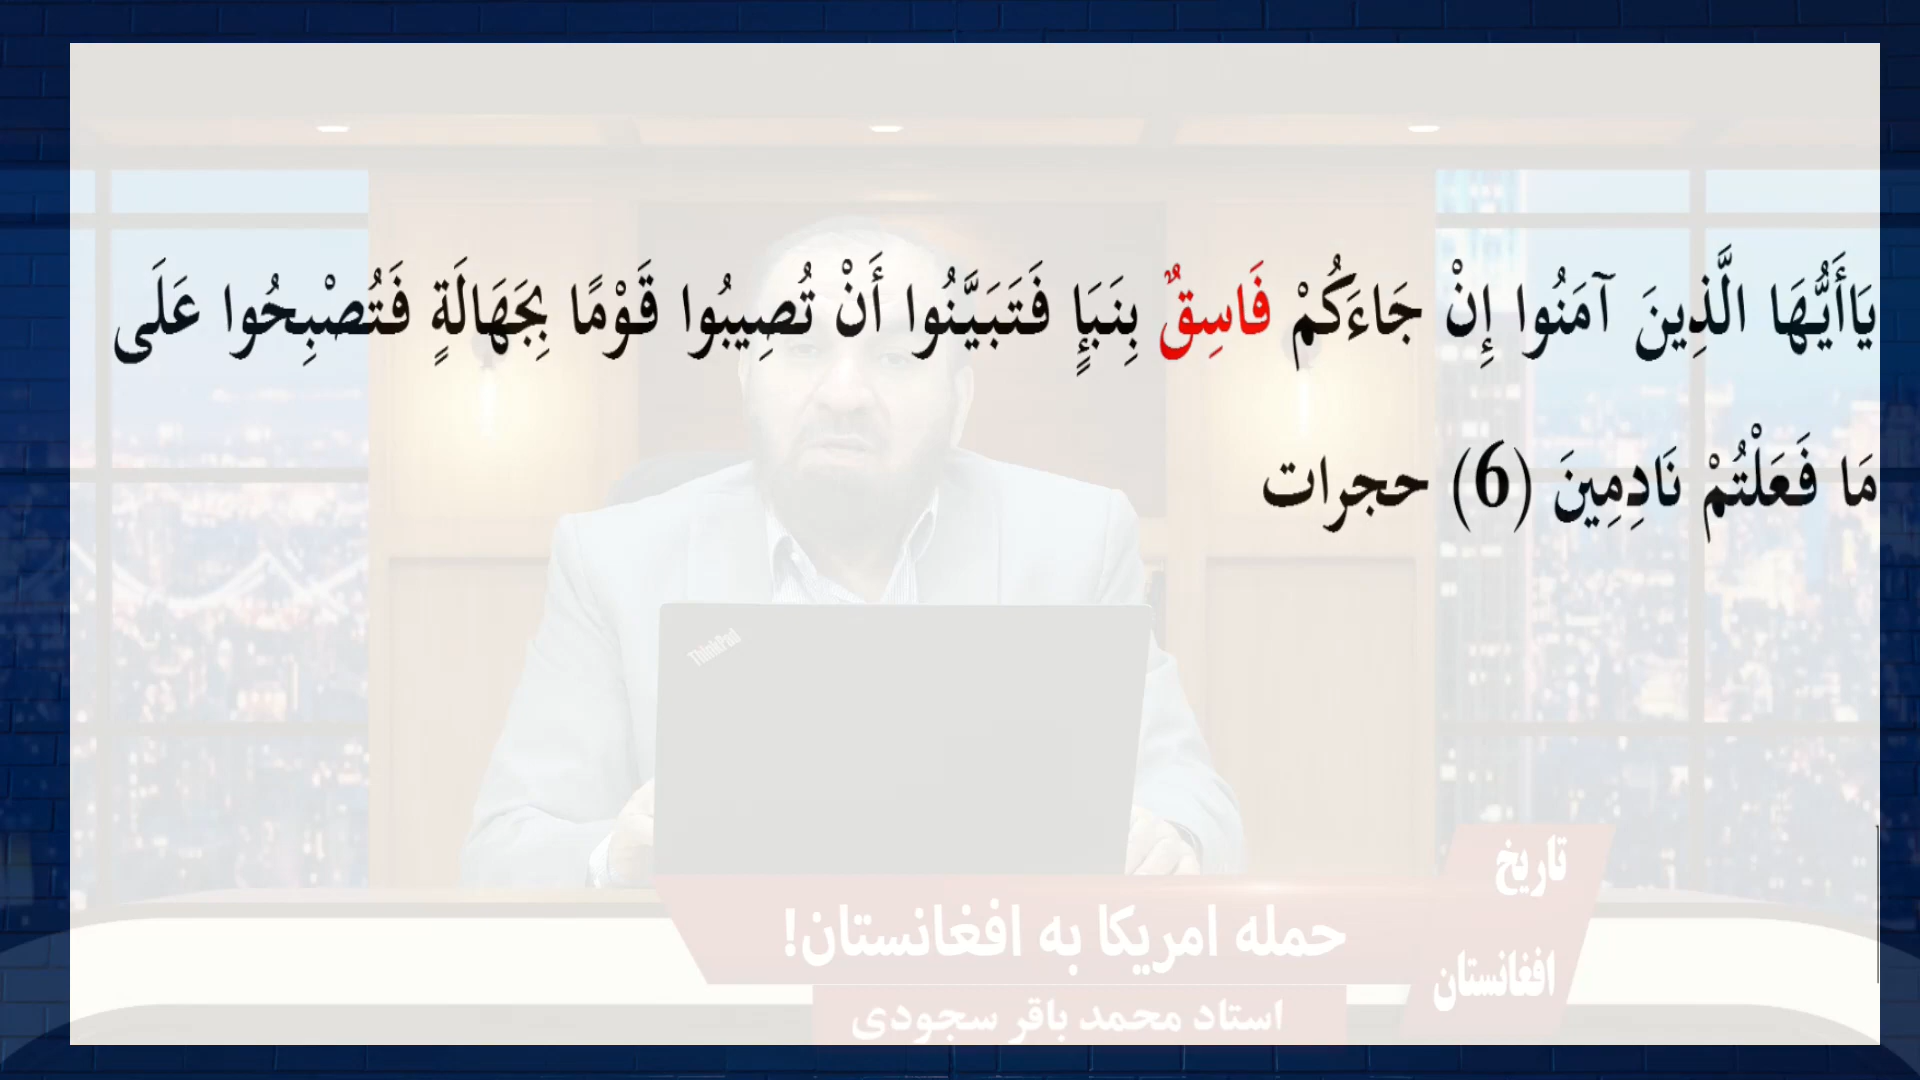 يَاأَيُّهَا الَّذِينَ آمَنُوا إِنْ جَاءَكُمْ فَاسِقٌ بِنَبَإٍ فَتَبَيَّنُوا أَنْ تُصِيبُوا قَوْمًا بِجَهَالَةٍ فَتُصْبِحُوا عَلَى
مَا فَعَلْتُمْ نَادِمِينَ (6) حجرات
ThinkPad
تاریخ
افغانستان
حمله امریکا به افغانستان!
استاد محمد باقر سجودی